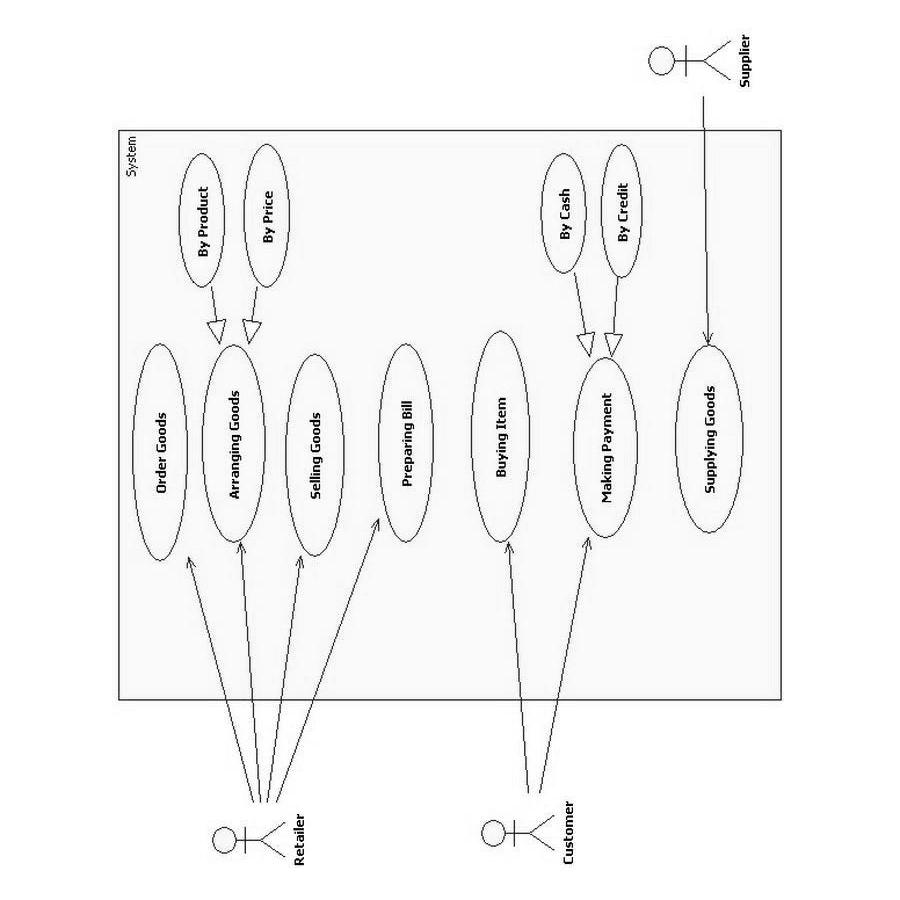 System
Order Goods
Arranging Goods
By Product
By Price
Selling Goods
Preparing Bill
Retailer
Buying Item
Making Payment
By Cash
By Credit
Customer
Supplying Goods
Supplier